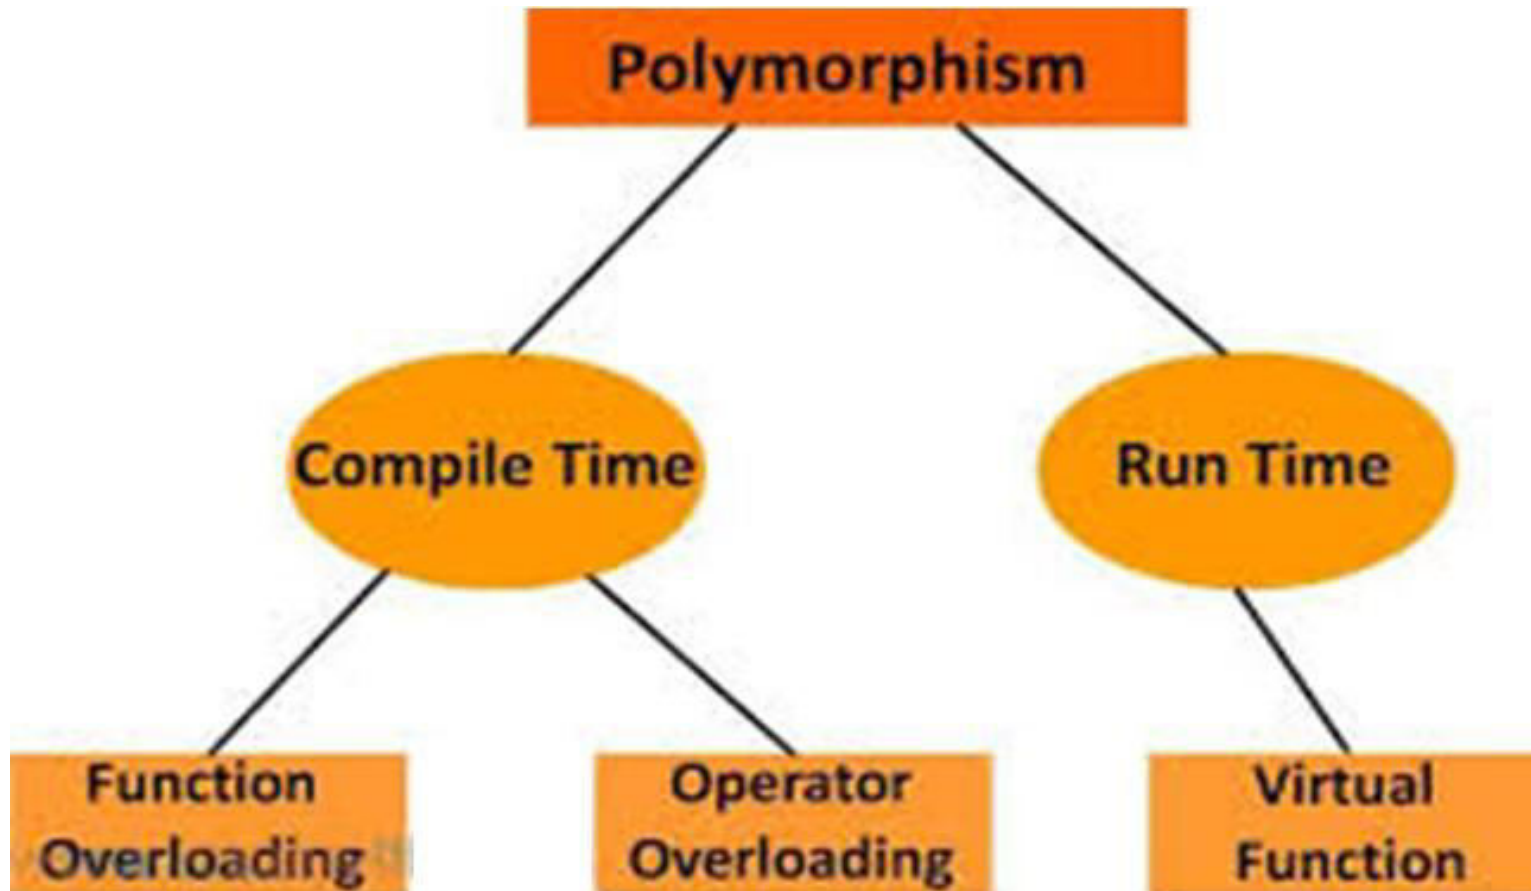 Polymorphism
Compile Time
Run Time
Function
Overloading
Operator
Overloading
Virtual
Function